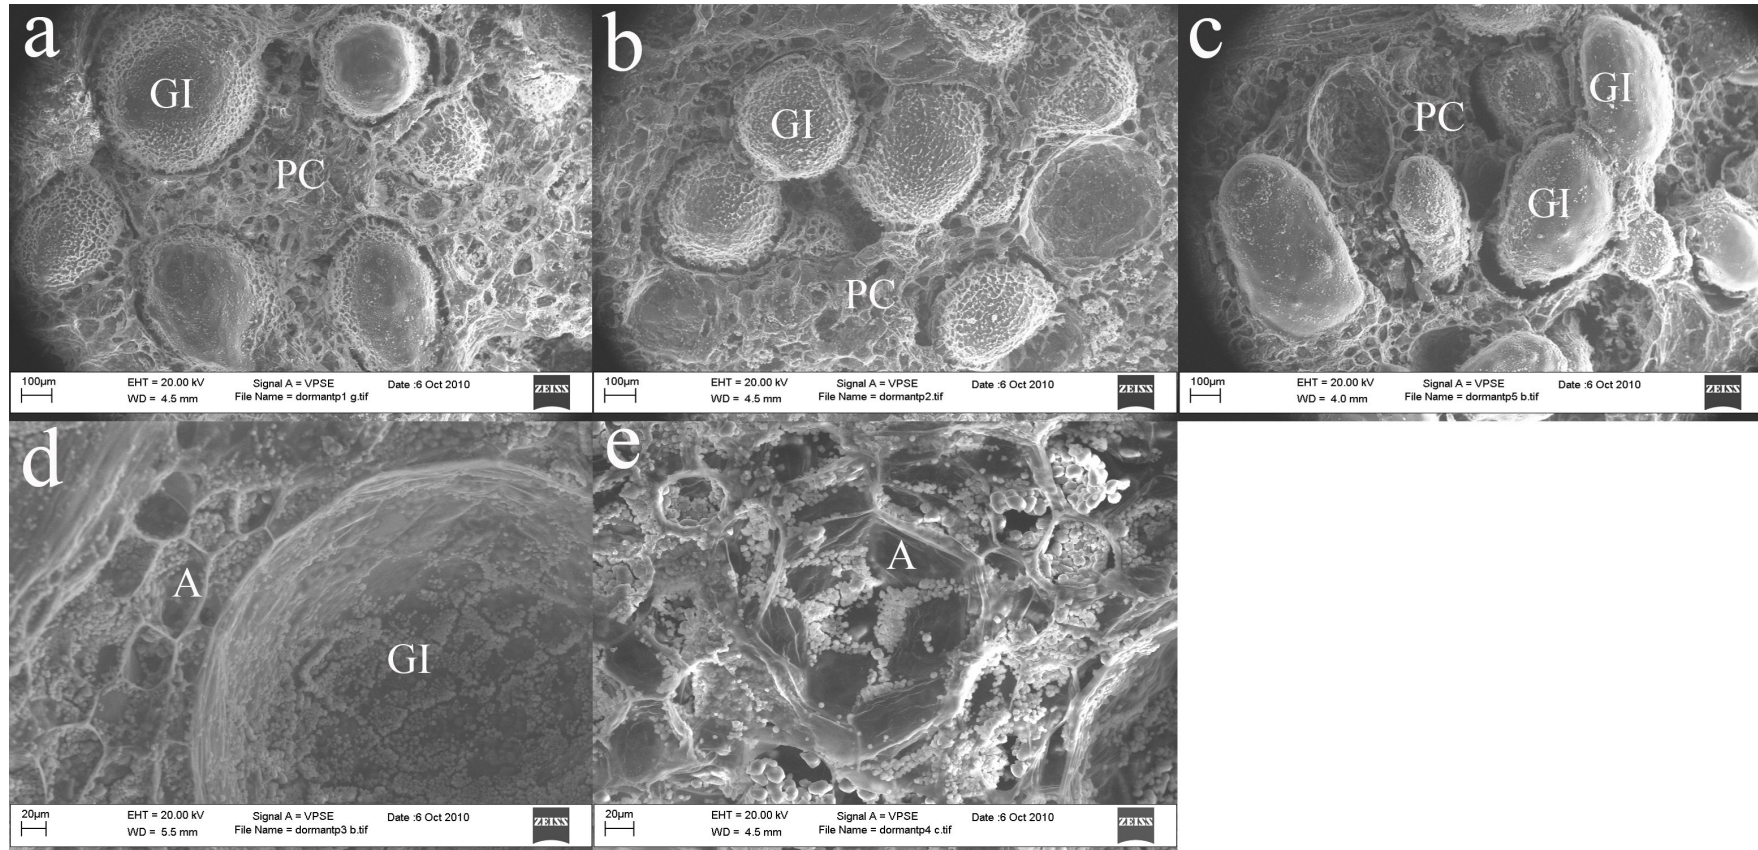 a
GI
PC
100µm
EHT = 20.00 kV
Signal A = VPSE
Date :6 Oct 2010
WD = 4.5 mm
File Name = dormantp1 g.tif
ZEISS
b
GI
PC
100µm
EHT = 20.00 kV
Signal A = VPSE
Date :6 Oct 2010
WD = 4.5 mm
File Name = dormantp2.tif
ZEISS
c
GI
PC
GI
100µm
EHT = 20.00 kV
Signal A = VPSE
Date :6 Oct 2010
WD = 4.0 mm
File Name = dormantp5 b.tif
ZEISS
d
A
GI
20µm
EHT = 20.00 kV
Signal A = VPSE
Date :6 Oct 2010
WD = 5.5 mm
File Name = dormantp3 b.tif
ZEISS
e
A
20µm
EHT = 20.00 kV
Signal A = VPSE
Date :6 Oct 2010
WD = 4.5 mm
File Name = dormantp4 c.tif
ZEISS